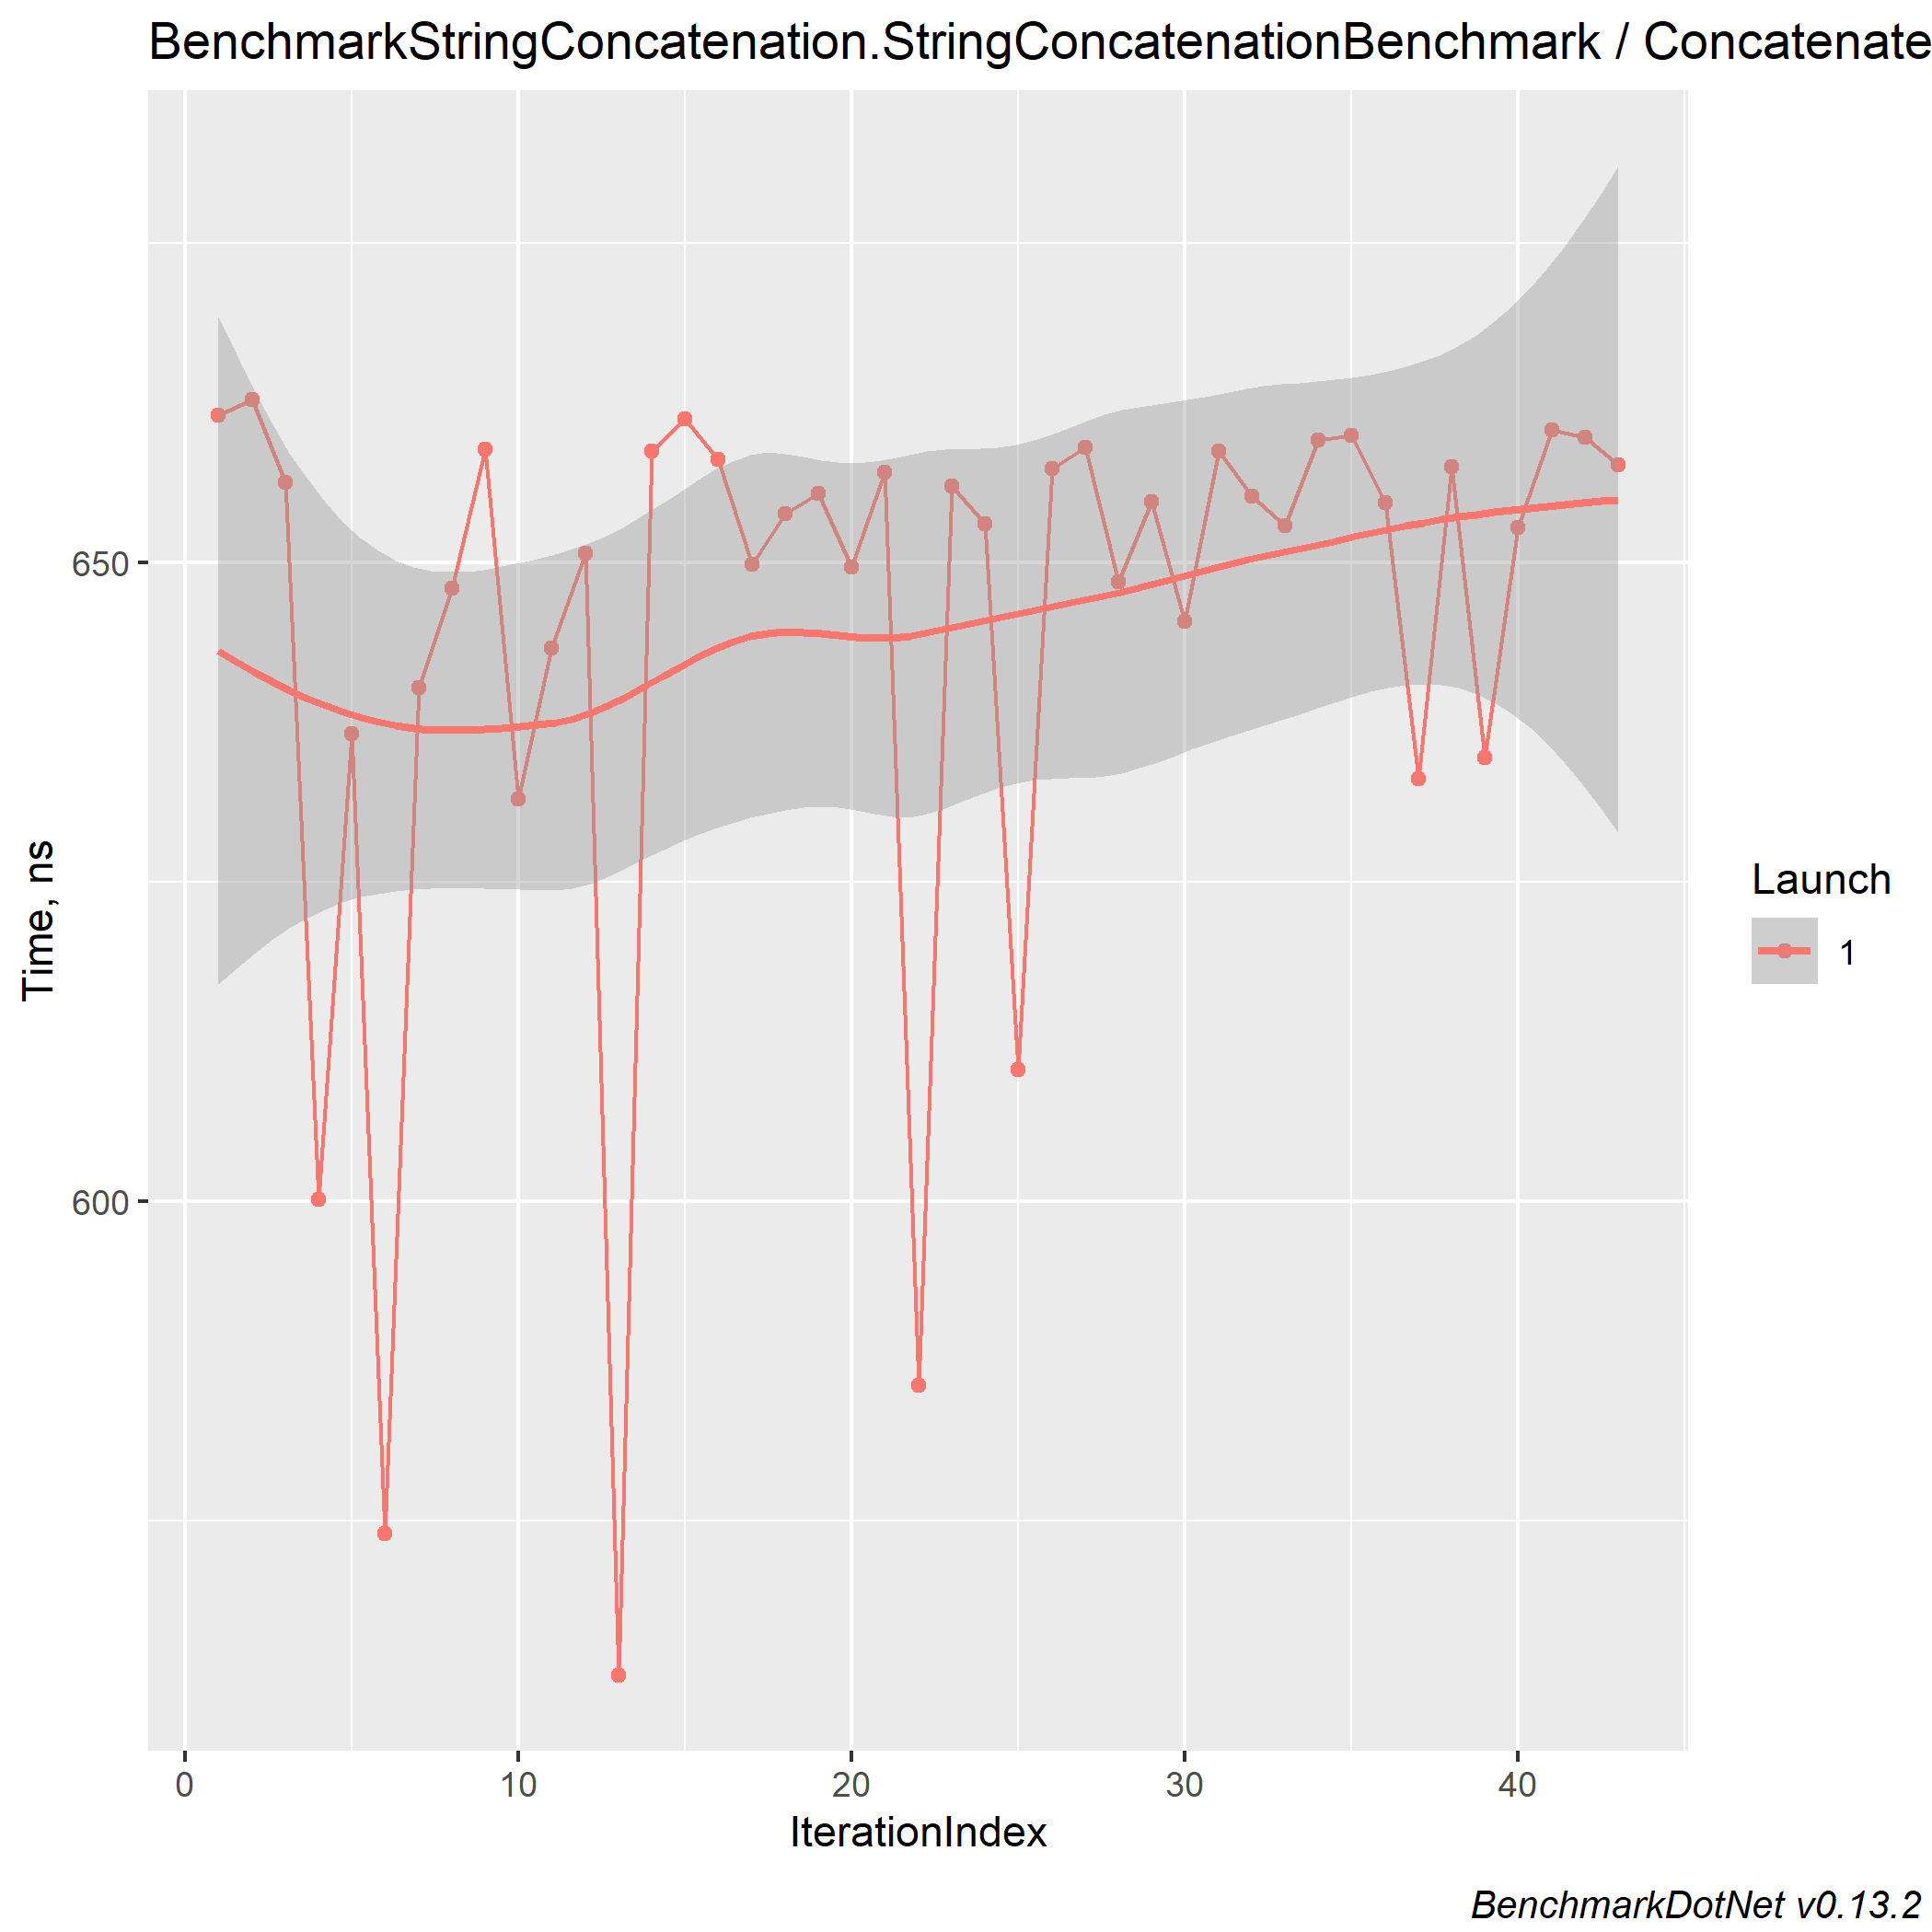 BenchmarkStringConcatenation.StringConcatenationBenchmark / Concatenate
650
600
Time, ns
0 10 20 30 40
IterationIndex
Launch
1
BenchmarkDotNet v0.13.2